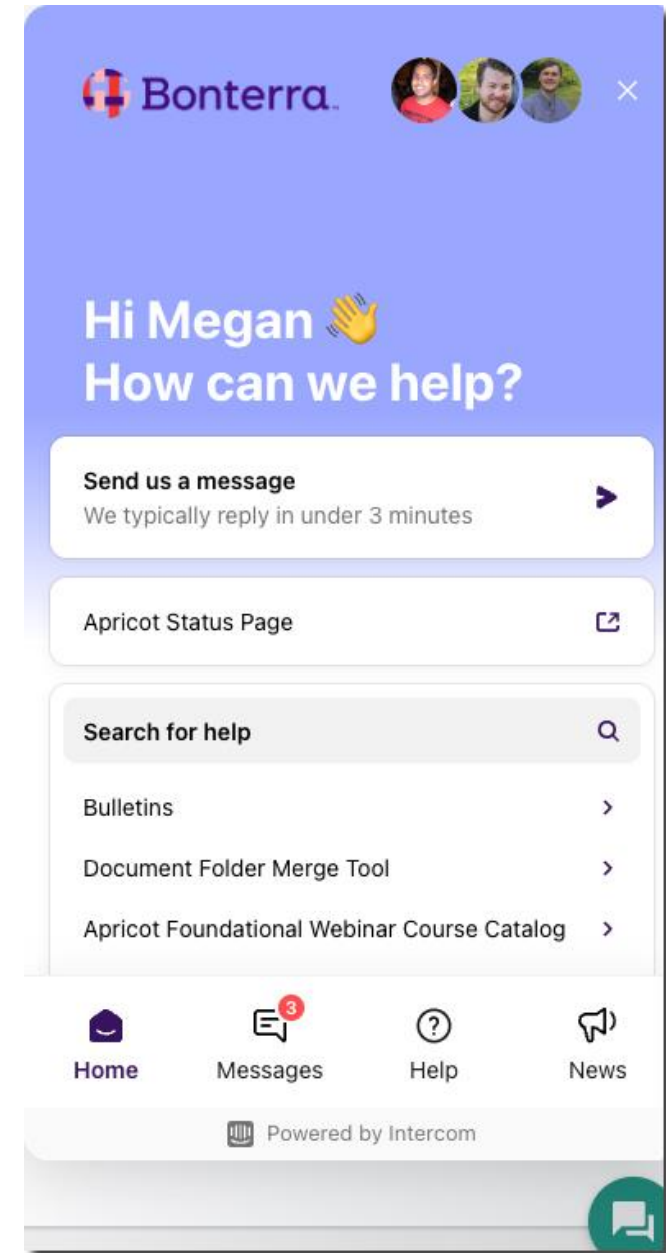 Bonterra.
Hi Megan 👋
How can we help?
Send us a message
We typically reply in under 3 minutes
Apricot Status Page
Search for help
Bulletins
Document Folder Merge Tool
Apricot Foundational Webinar Course Catalog
3
Home
Messages
Help
News
Powered by Intercom